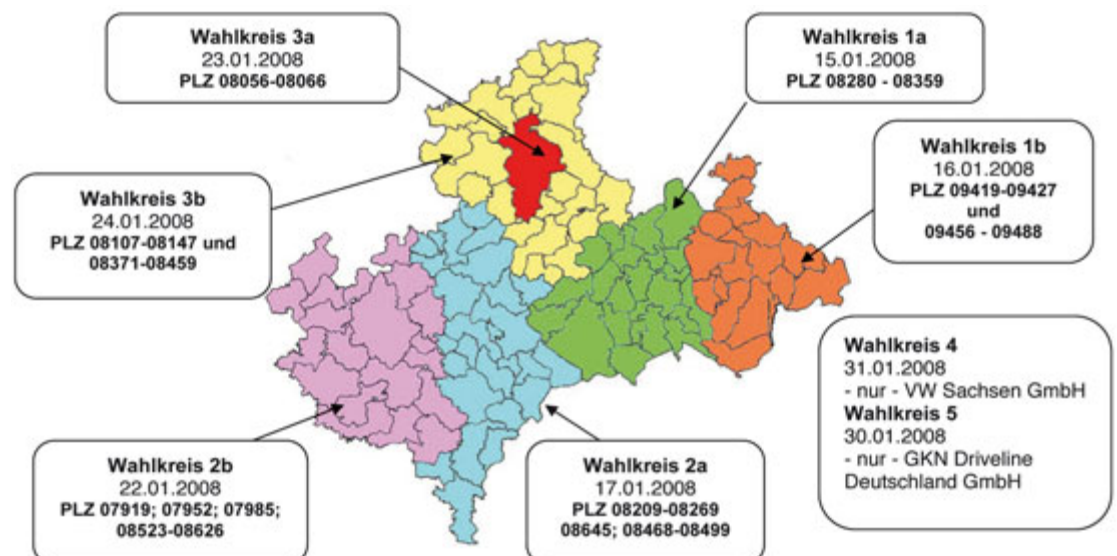 Wahlkreis 3a
23.01.2008
PLZ 08056-08066
Wahlkreis 1a
15.01.2008
PLZ 08280 - 08359
Wahlkreis 1b
16.01.2008
PLZ 09419-09427
und
09456 - 09488
Wahlkreis 3b
24.01.2008
PLZ 08107-08147 und
08371-08459
Wahlkreis 4
31.01.2008
- nur - VW Sachsen GmbH
Wahlkreis 5
30.01.2008
- nur - GKN Driveline
Deutschland GmbH
Wahlkreis 2b
22.01.2008
PLZ 07919; 07952; 07985;
08523-08626
Wahlkreis 2a
17.01.2008
PLZ 08209-08269
08645; 08468-08499